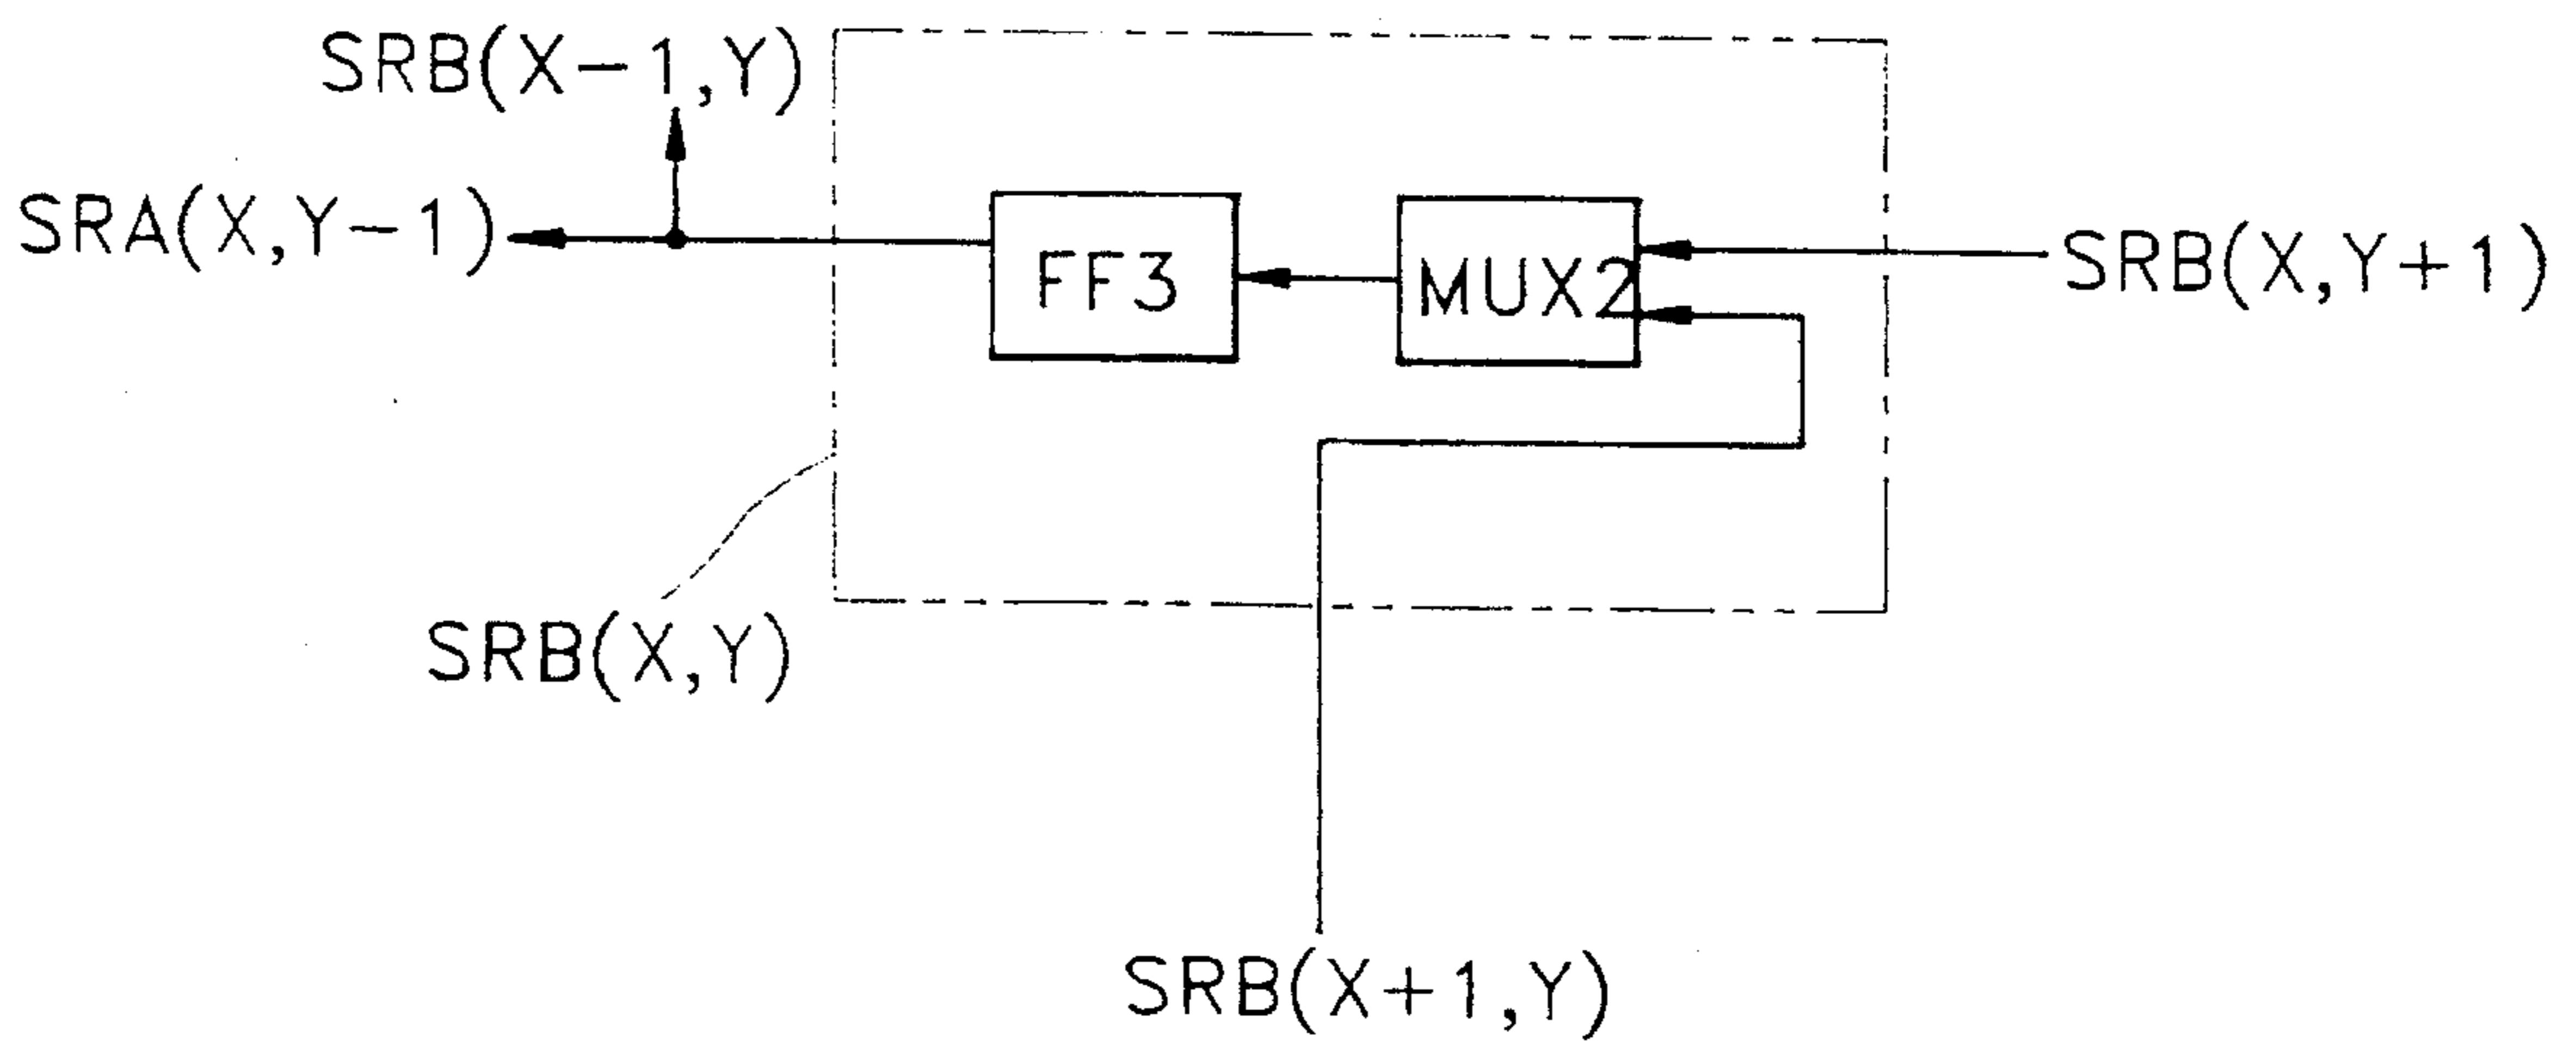 SRB(X-1,Y)
SRA(X,Y-1)
FF3
MUX2
SRB(X,Y+1)
SRB(X,Y)
SRB(X+1,Y)